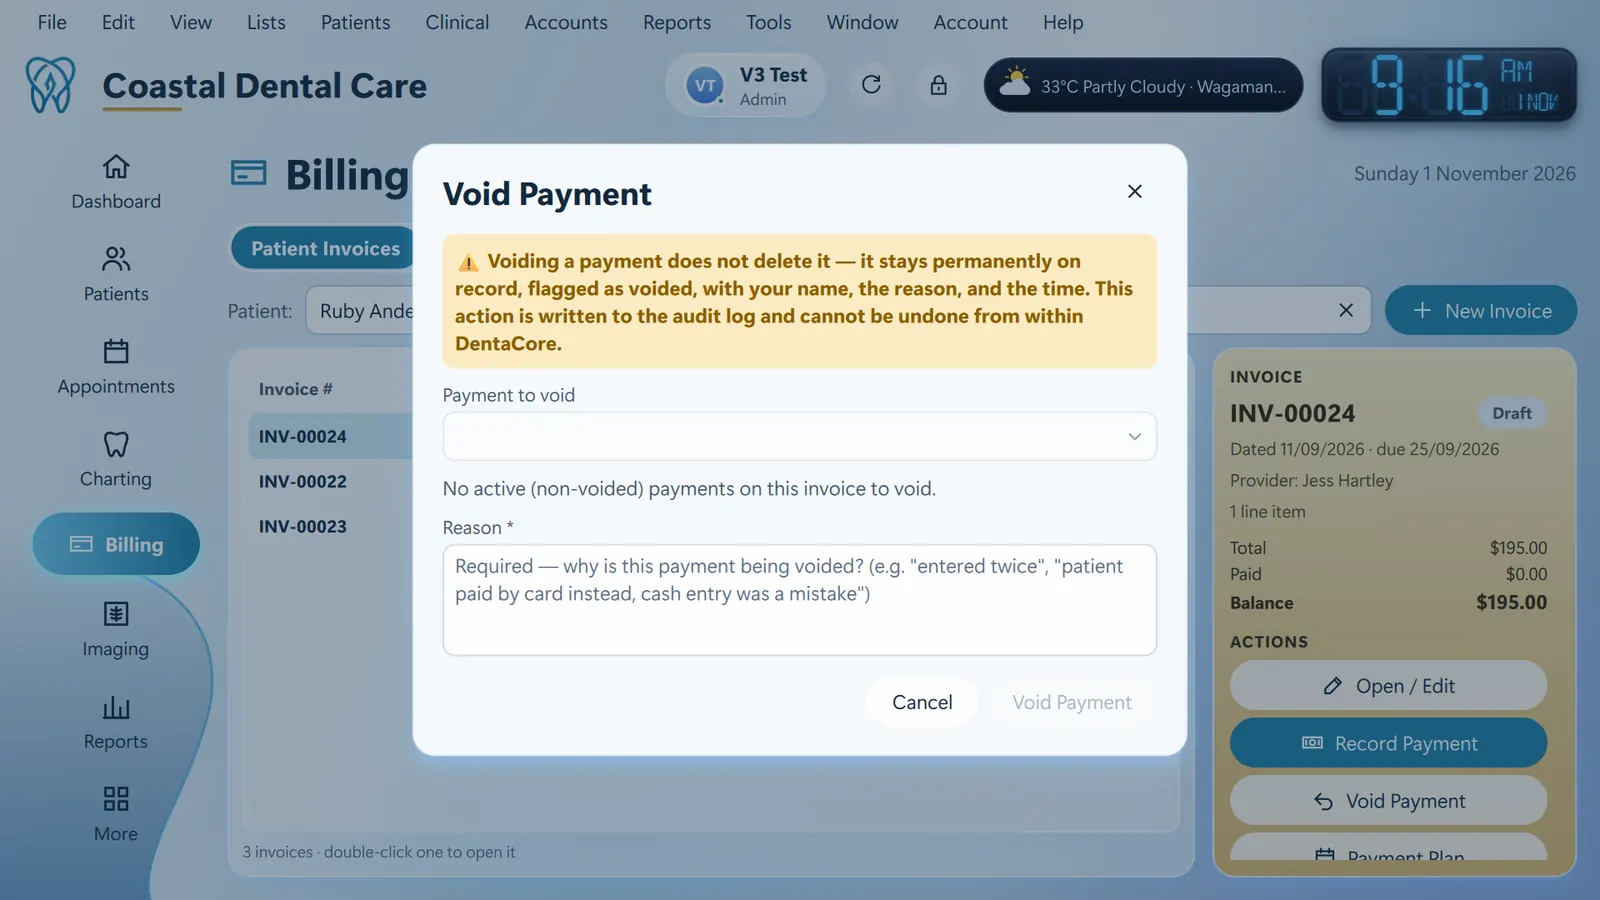 File Edit View Lists Patients Clinical Accounts Reports Tools Window Account Help
Coastal Dental Care
VT
V3 Test
Admin
33°C Partly Cloudy · Wagaman...
9:16 AM
1 NOV
Dashboard
Patients
Appointments
Charting
Billing
Imaging
Reports
More
Billing
Sunday 1 November 2026
Patient Invoices
Patient:
Ruby Ande
New Invoice
Invoice #
INV-00024
INV-00022
INV-00023
3 invoices · double-click one to open it
Void Payment
Voiding a payment does not delete it — it stays permanently on
record, flagged as voided, with your name, the reason, and the time. This
action is written to the audit log and cannot be undone from within
DentaCore.
Payment to void
No active (non-voided) payments on this invoice to void.
Reason *
Required — why is this payment being voided? (e.g. "entered twice", "patient
paid by card instead, cash entry was a mistake")
Cancel
Void Payment
INVOICE
INV-00024
Draft
Dated 11/09/2026 · due 25/09/2026
Provider: Jess Hartley
1 line item
Total $195.00
Paid $0.00
Balance $195.00
ACTIONS
Open / Edit
Record Payment
Void Payment
Payment Plan